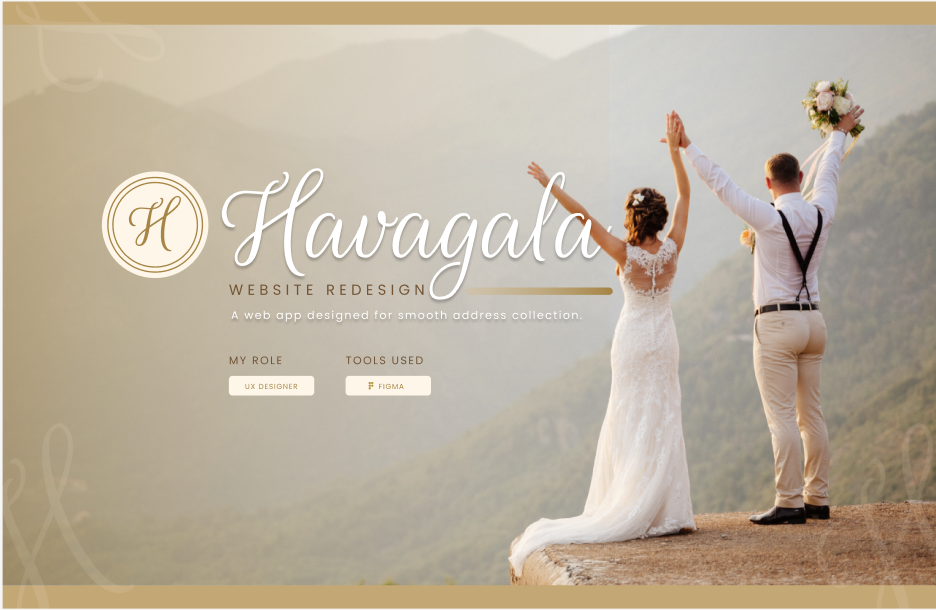 H
Havagala
WEBSITE REDESIGN
A web app designed for smooth address collection.
MY ROLE
TOOLS USED
UX DESIGNER
FIGMA